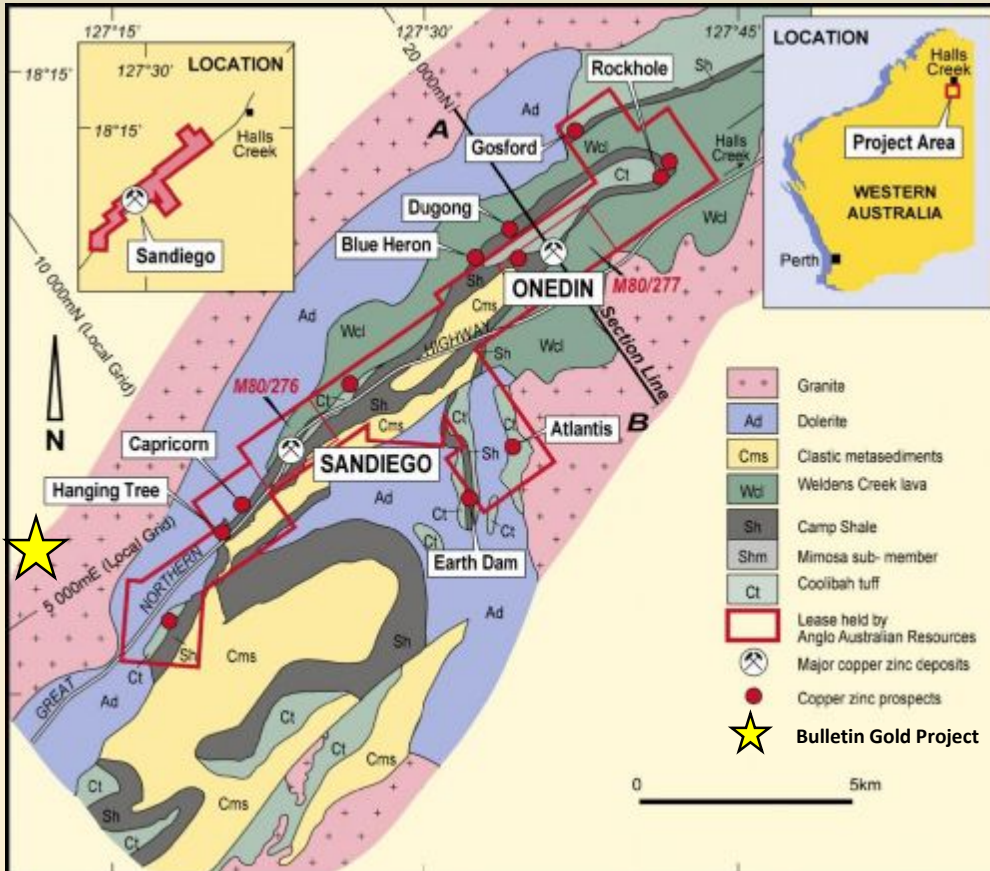 127°15'
127°30'
127°45'
18°15'
20 000mN
127°30'
LOCATION
18°15'
Halls
Creek
Sandiego
LOCATION
Halls
Creek
Project Area
WESTERN
AUSTRALIA
Perth
Rockhole
Sh
Ad
A
Gosford
Wcl
Ct
Halls
Creek
Dugong
Wcl
Blue Heron
10 000mN (Local Grid)
Sh
ONEDIN
M80/277
Cms
Ad
Wcl
HIGHWAY
Section Line
Sh
Wcl
M80/276
Ct
Sh
Ct
Ct
Cms
B
Capricorn
SANDIEGO
Sh
Atlantis
Hanging Tree
Ad
N
Ct
Ct
Ct
Earth Dam
5 000mE (Local Grid)
NORTHERN
Ad
Ct
Sh
Cms
Sh
GREAT
Ad
Ct
Ct
Ct
Cms
Sh
Cms
Ct
Granite
Ad
Dolerite
Cms
Clastic metasediments
Wcl
Weldens Creek lava
Sh
Camp Shale
Shm
Mimosa sub- member
Ct
Coolibah tuff
Lease held by
Anglo Australian Resources
Major copper zinc deposits
Copper zinc prospects
Bulletin Gold Project
0
5km